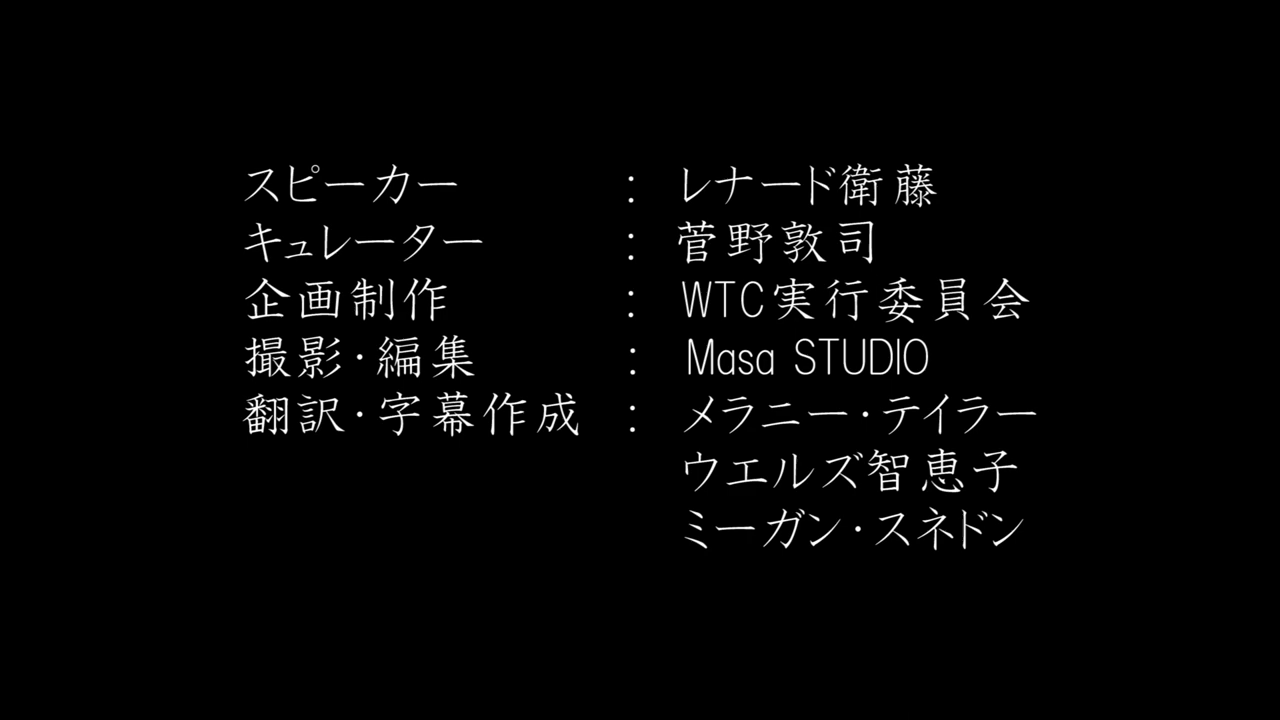 スピーカー : レナード衛藤
キュレーター : 菅野敦司
企画制作 : WTC実行委員会
撮影・編集 : Masa STUDIO
翻訳・字幕作成 : メラニー・テイラー
ウエルズ智恵子
ミーガン・スネドン